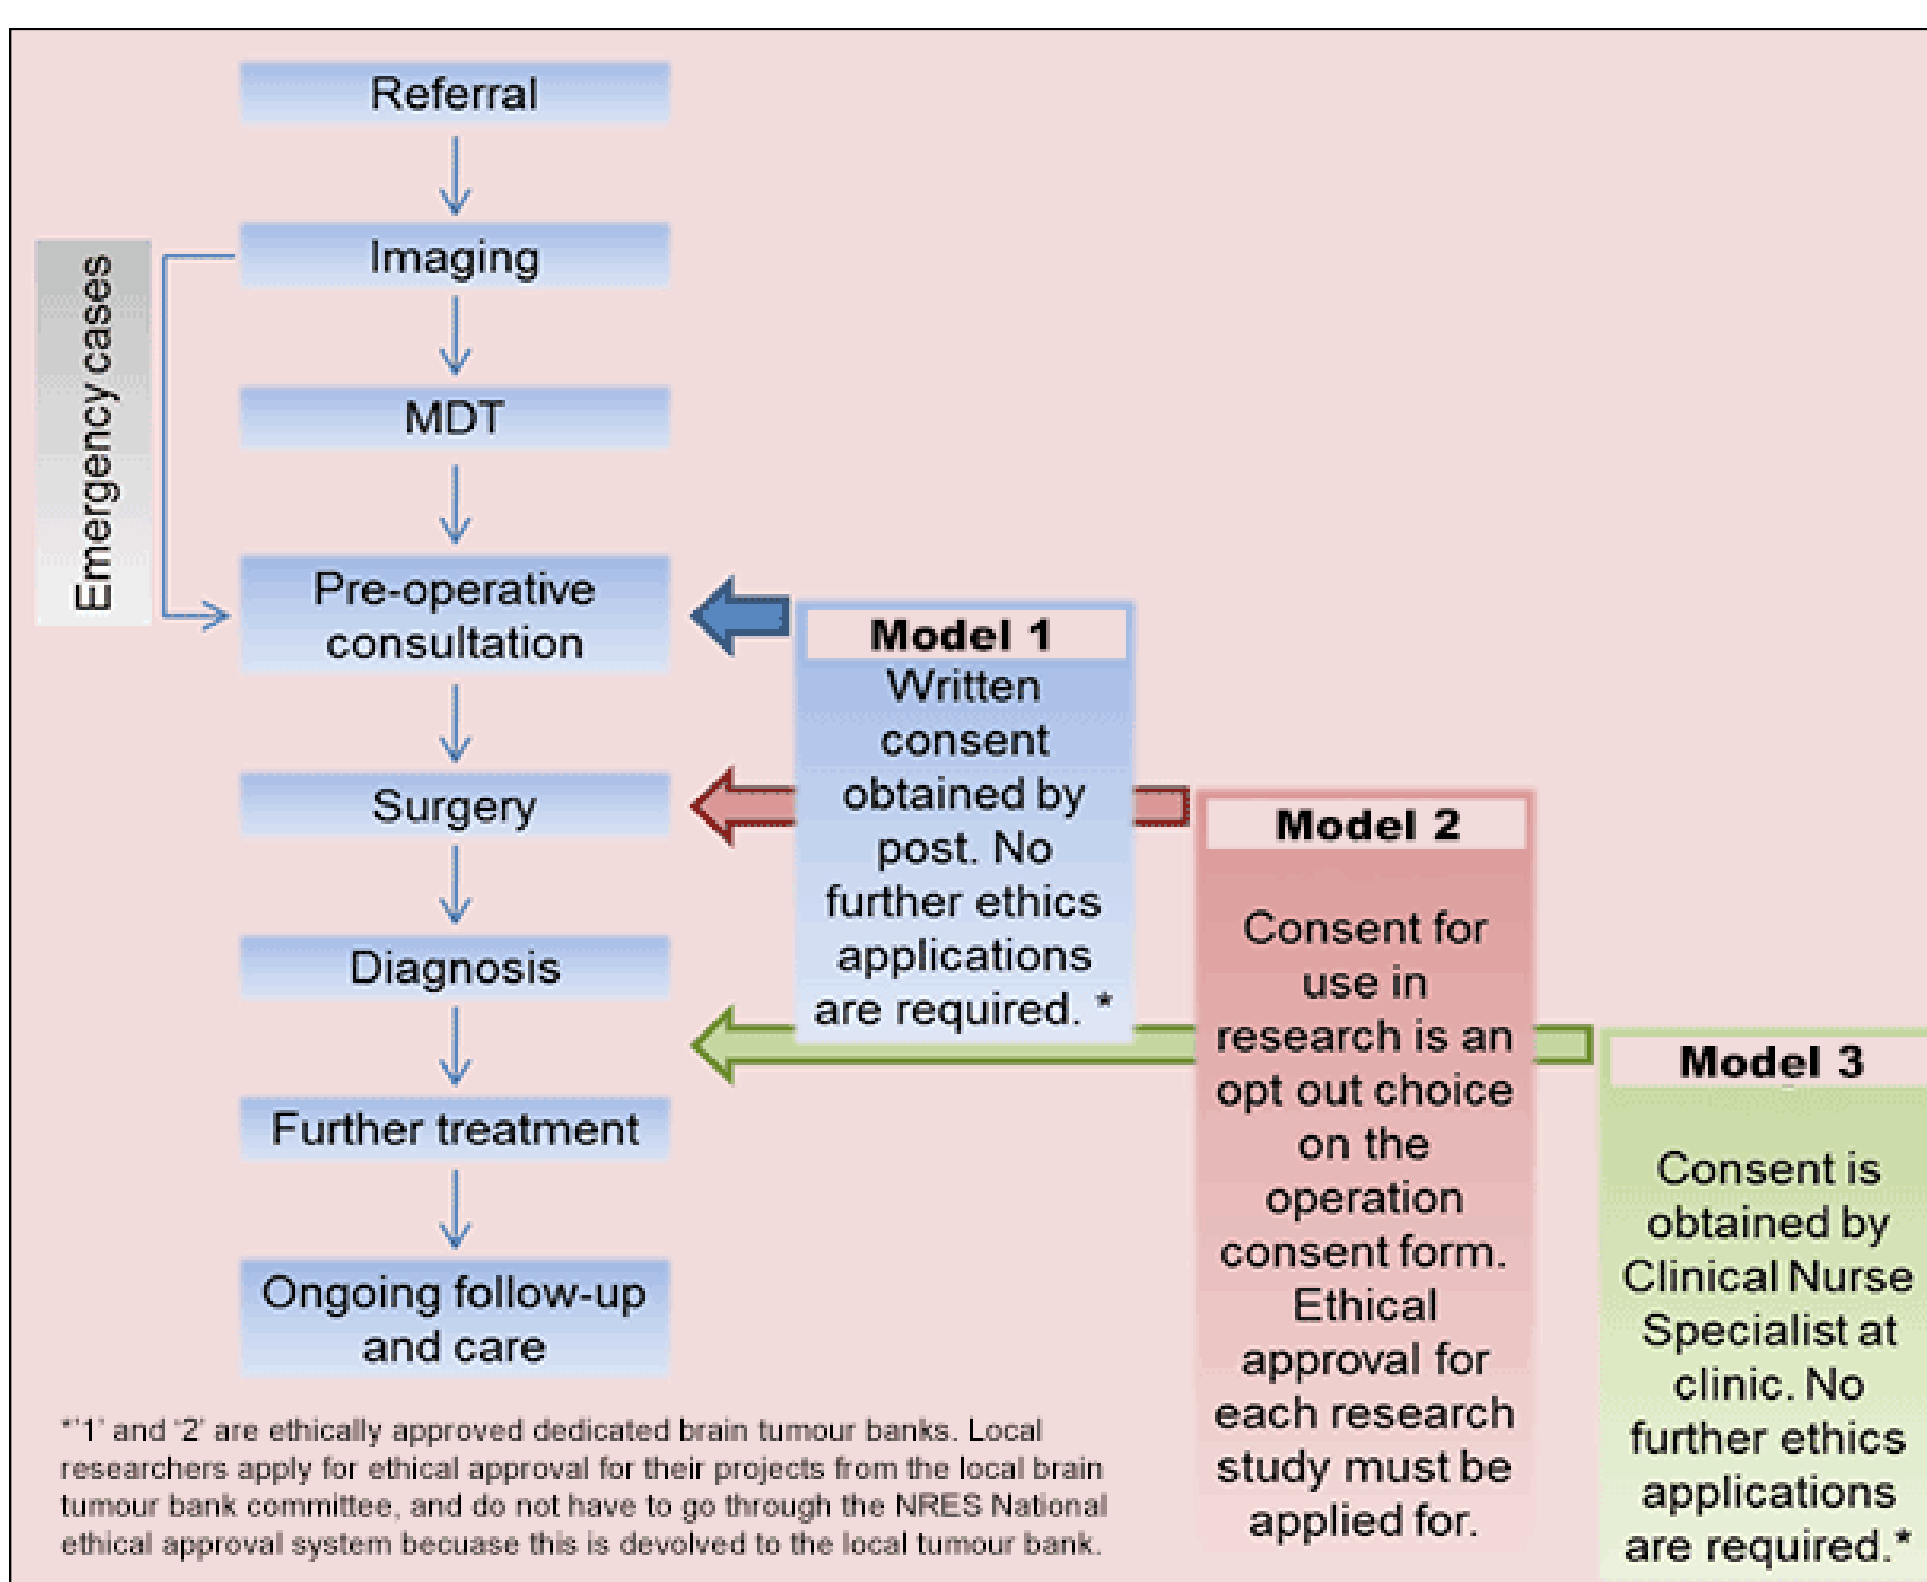 Referral
Imaging
Emergency cases
MDT
Pre-operative
consultation
Surgery
Diagnosis
Further treatment
Ongoing follow-up
and care
Model 1
Written
consent
obtained by
post. No
further ethics
applications
are required. *
Model 2
Consent for
use in
research is an
opt out choice
on the
operation
consent form.
Ethical
approval for
each research
study must be
applied for.
Model 3
Consent is
obtained by
Clinical Nurse
Specialist at
clinic. No
further ethics
applications
are required.*
*'1' and '2' are ethically approved dedicated brain tumour banks. Local
researchers apply for ethical approval for their projects from the local brain
tumour bank committee, and do not have to go through the NRES National
ethical approval system becuase this is devolved to the local tumour bank.